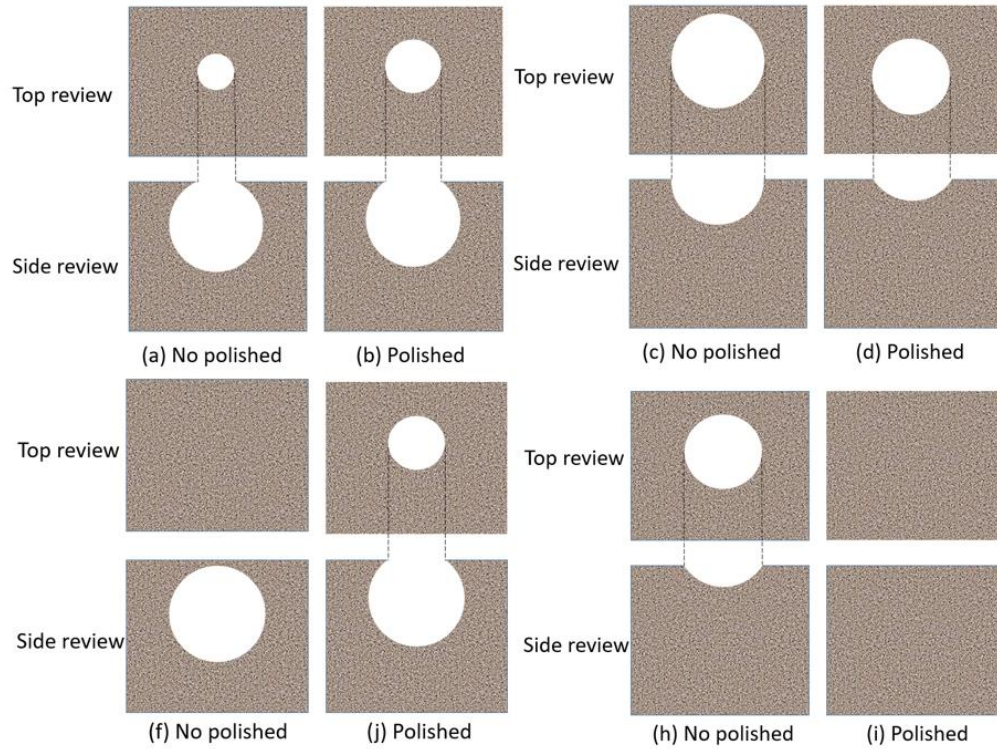 Top review
Top review
Side review
Side review
(a) No polished
(b) Polished
(c) No polished
(d) Polished
Top review
Top review
Side review
Side review
(f) No polished
(j) Polished
(h) No polished
(i) Polished